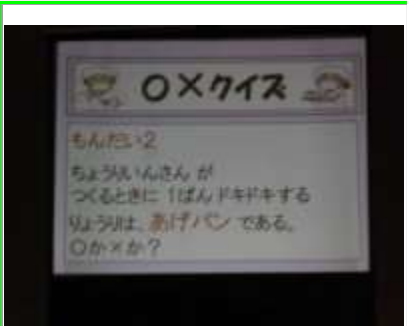 ○×クイズ
もんだい2
ちょうりいんさん が
つくるときに 1ばん ドキドキする
りょうりは、あげパン である。
○か×か?